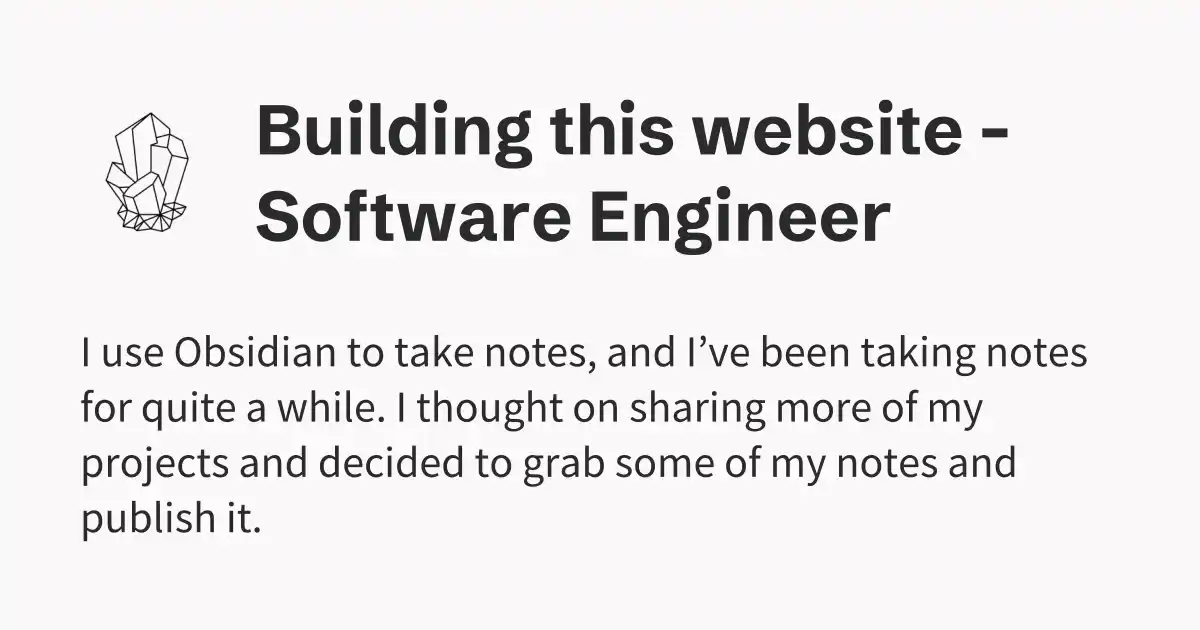 Building this website -
Software Engineer
I use Obsidian to take notes, and I’ve been taking notes
for quite a while. I thought on sharing more of my
projects and decided to grab some of my notes and
publish it.